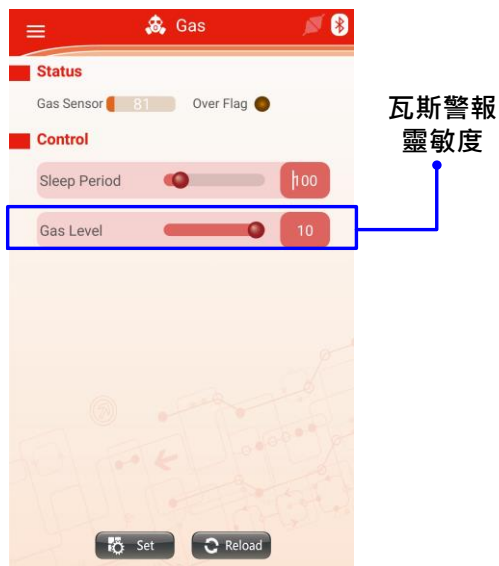 Gas
Status
Gas Sensor 81 Over Flag
Control
Sleep Period 100
Gas Level 10
瓦斯警報
靈敏度
Set Reload